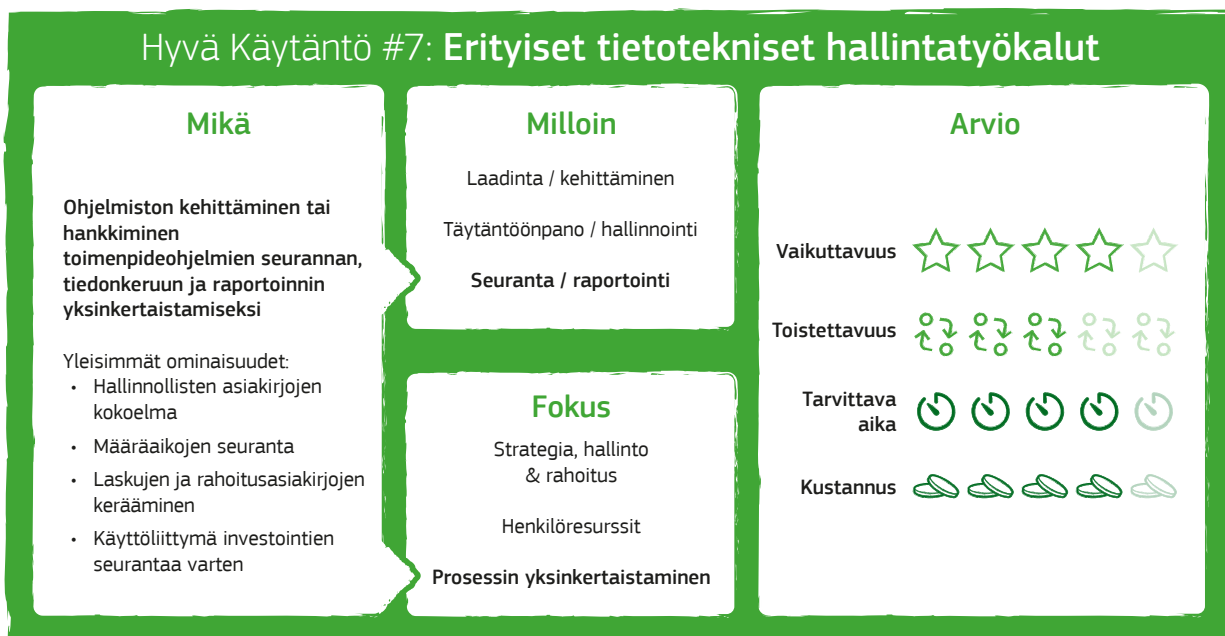 Hyvä Käytäntö #7: Erityiset tietotekniset hallintatyökalut
Mikä
Ohjelmiston kehittäminen tai
hankkiminen
toimenpideohjelmien seurannan,
tiedonkeruun ja raportoinnin
yksinkertaistamiseksi
Yleisimmät ominaisuudet:
• Hallinnollisten asiakirjojen
kokoelma
• Määräaikojen seuranta
• Laskujen ja rahoitusasiakirjojen
kerääminen
• Käyttöliittymä investointien
seurantaa varten
Milloin
Laadinta / kehittäminen
Täytäntöönpano / hallinnointi
Seuranta / raportointi
Fokus
Strategia, hallinto
& rahoitus
Henkilöresurssit
Prosessin yksinkertaistaminen
Arvio
Vaikuttavuus
Toistettavuus
Tarvittava
aika
Kustannus